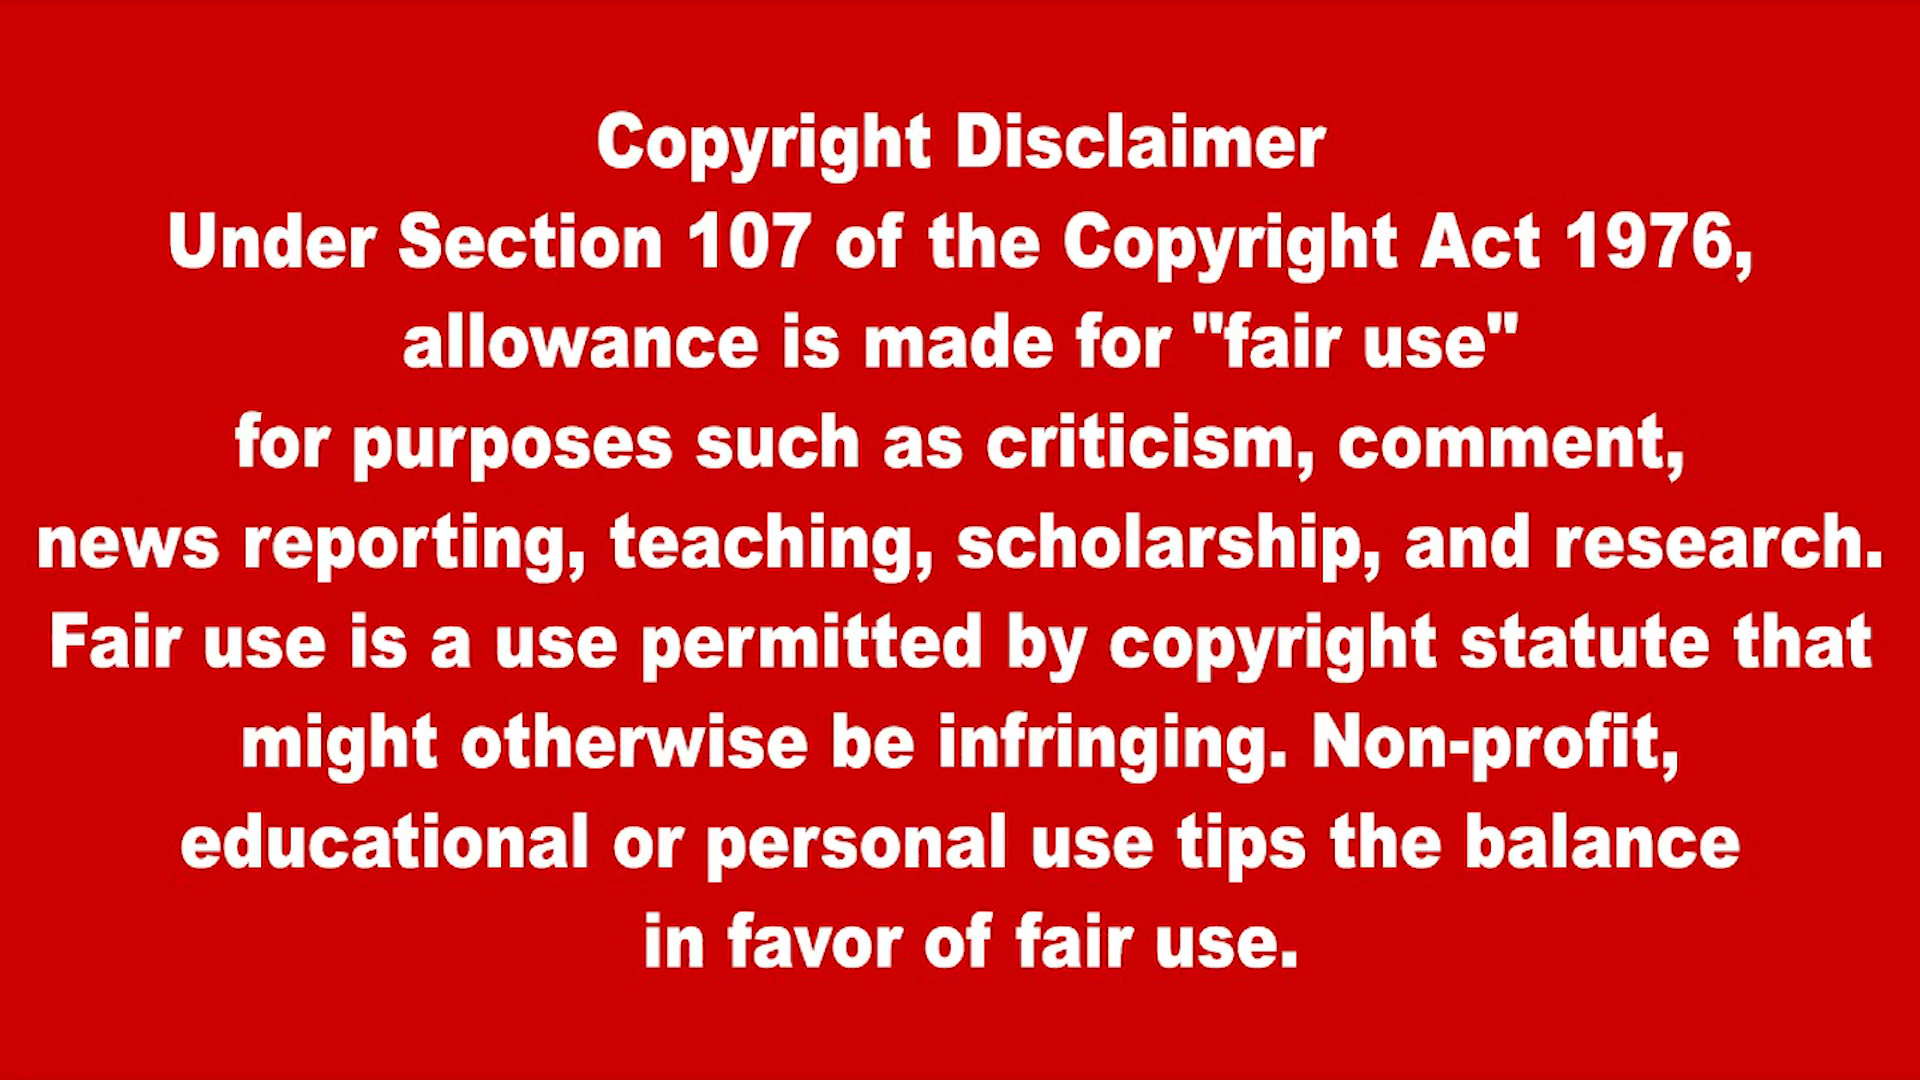 Copyright Disclaimer
Under Section 107 of the Copyright Act 1976,
allowance is made for "fair use"
for purposes such as criticism, comment,
news reporting, teaching, scholarship, and research.
Fair use is a use permitted by copyright statute that
might otherwise be infringing. Non-profit,
educational or personal use tips the balance
in favor of fair use.